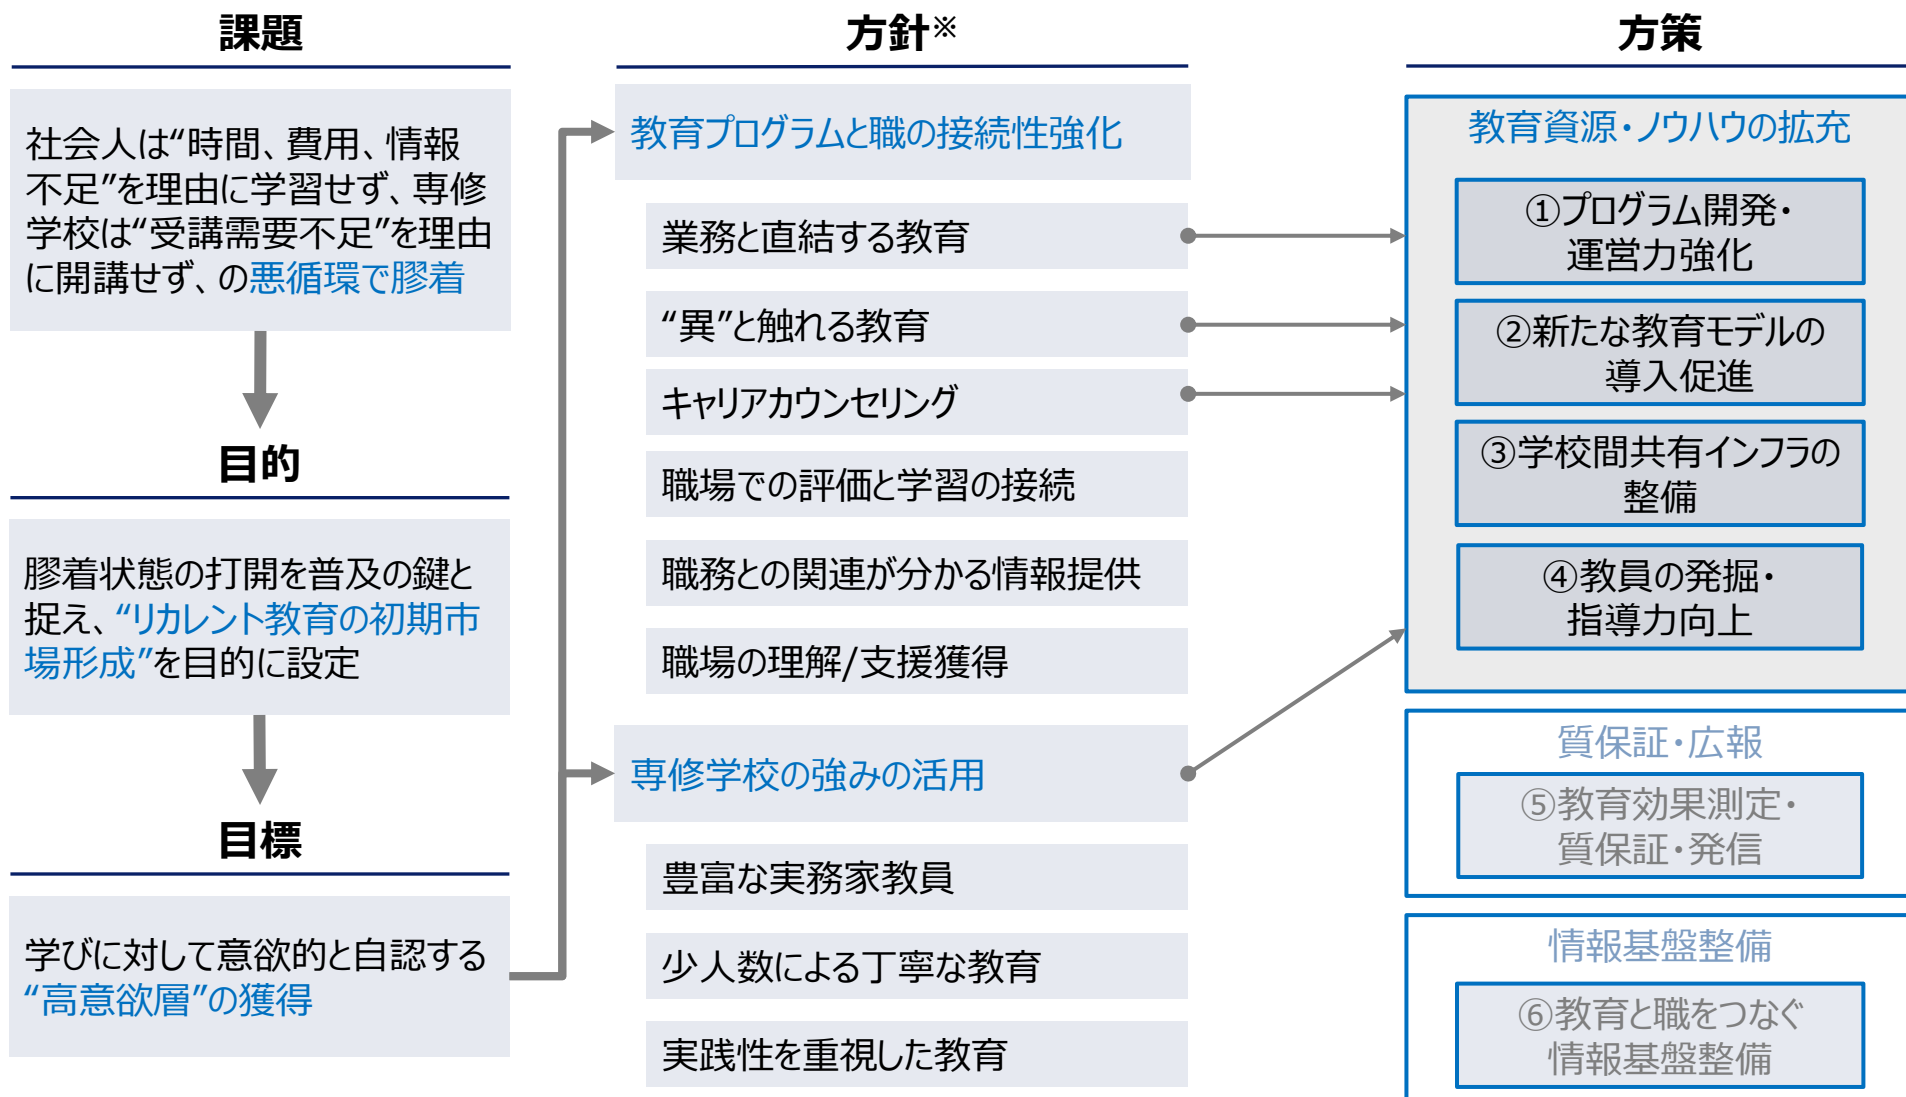 課題
社会人は“時間、費用、情報
不足”を理由に学習せず、専修
学校は“受講需要不足”を理由
に開講せず、の悪循環で膠着
目的
膠着状態の打開を普及の鍵と
捉え、“リカレント教育の初期市
場形成”を目的に設定
目標
学びに対して意欲的と自認する
“高意欲層”の獲得
方針※
教育プログラムと職の接続性強化
業務と直結する教育
“異”と触れる教育
キャリアカウンセリング
職場での評価と学習の接続
職務との関連が分かる情報提供
職場の理解/支援獲得
専修学校の強みの活用
豊富な実務家教員
少人数による丁寧な教育
実践性を重視した教育
方策
教育資源・ノウハウの拡充
①プログラム開発・
運営力強化
②新たな教育モデルの
導入促進
③学校間共有インフラの
整備
④教員の発掘・
指導力向上
質保証・広報
⑤教育効果測定・
質保証・発信
情報基盤整備
⑥教育と職をつなぐ
情報基盤整備